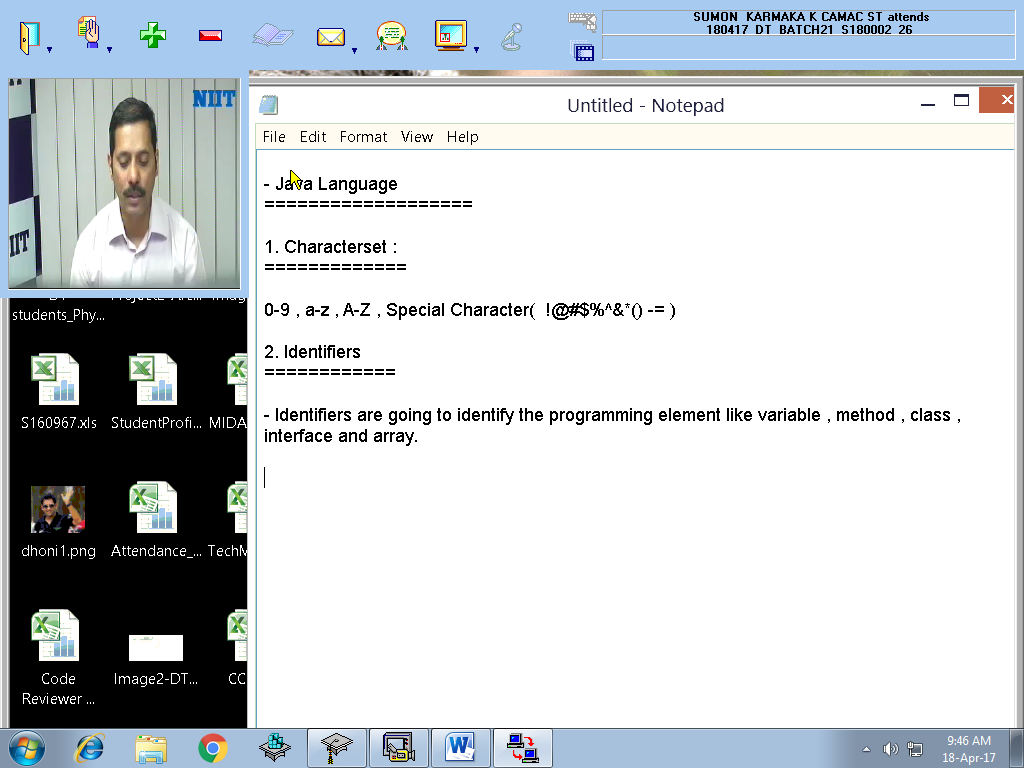 SUMON KARMAKA K CAMAC ST attends
180417 DT BATCH21 S180002 26
NIIT
IIT
Untitled - Notepad
File Edit Format View Help
- Java Language
===================
1. Characterset :
=============
0-9 , a-z , A-Z , Special Character( !@#$%^&*() -= )
2. Identifiers
============
- Identifiers are going to identify the programming element like variable , method , class ,
interface and array.
students_Phy...
S160967.xls StudentProfi... MIDA
dhoni1.png Attendance_... TechM
Code
Reviewer ...
Image2-DT...
CC
9:46 AM
18-Apr-17